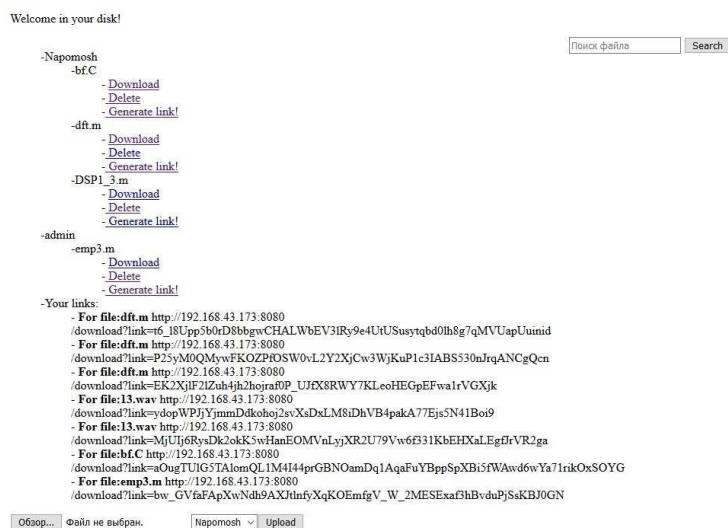 Welcome in your disk!
Поиск файла Search
-Napomosh
-bf.C
- Download
- Delete
- Generate link!
-dft.m
- Download
- Delete
- Generate link!
-DSP1_3.m
- Download
- Delete
- Generate link!
-admin
-emp3.m
- Download
- Delete
- Generate link!
-Your links:
- For file:dft.m http://192.168.43.173:8080
/download?link=t6_18Upp5b0rD8bbgwCHALWbEV3lRy9e4UtUSusytqbd0lh8g7qMVUapUuinid
- For file:dft.m http://192.168.43.173:8080
/download?link=P25yM0QMywFKOZPfOSW0vL2Y2XjCw3WjKuP1c3IABS530nJrqANCgQcn
- For file:dft.m http://192.168.43.173:8080
/download?link=EK2XjlF2lZuh4jh2hojraf0P_UJfX8RWY7KLeoHEGpEFwa1rVGXjk
- For file:13.wav http://192.168.43.173:8080
/download?link=ydopWPJjYjmmDdkohoj2svXsDxLM8iDhVB4pakA77Ejs5N41Boi9
- For file:13.wav http://192.168.43.173:8080
/download?link=MjUIj6RysDk2okK5wHanEOMVnLyjXR2U79Vw6f331KbEHXaLEgfJrVR2ga
- For file:bf.C http://192.168.43.173:8080
/download?link=aOugTUlG5TAlomQL1M4I44prGBNOamDq1AqaFuYBppSpXBi5fWAwd6wYa71rikOxSOYG
- For file:emp3.m http://192.168.43.173:8080
/download?link=bw_GVfaFApXwNdh9AXJtlnfyXqKOEmfgV_W_2MESExaf3hBvduPjSsKBJ0GN
Обзор... Файл не выбран. Napomosh Upload